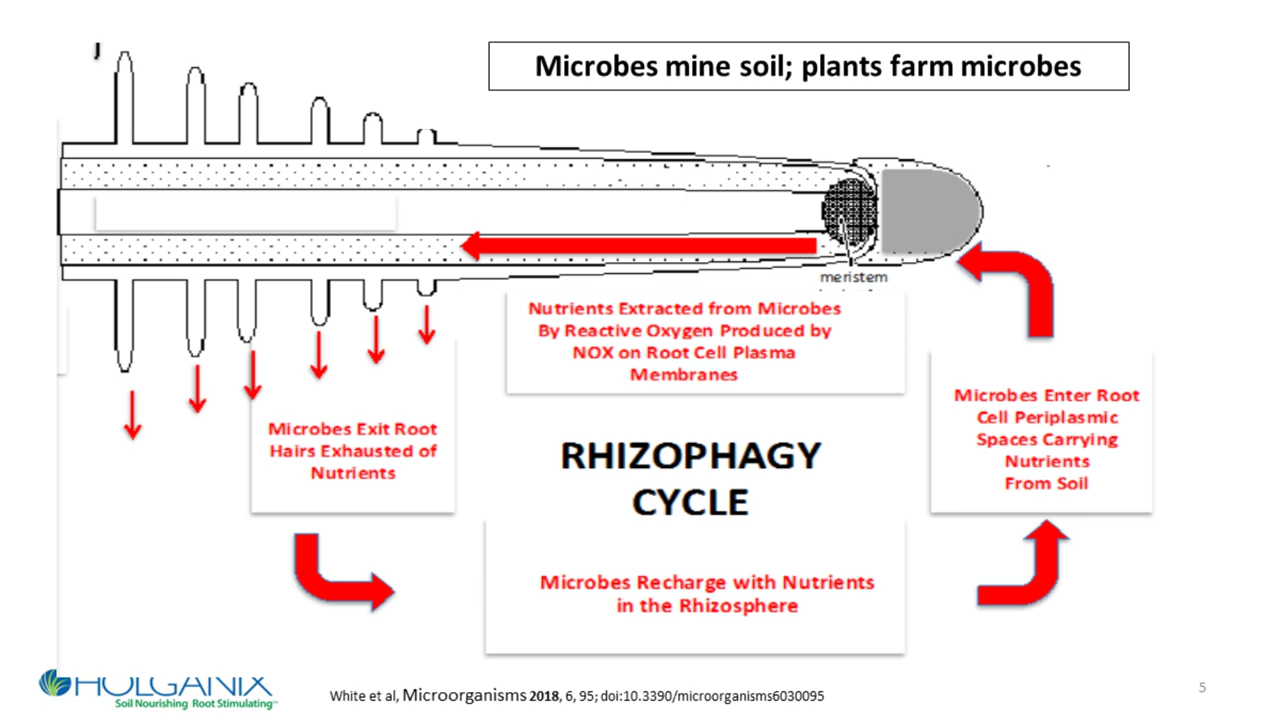 Microbes mine soil; plants farm microbes
meristem
Nutrients Extracted from Microbes
By Reactive Oxygen Produced by
NOX on Root Cell Plasma
Membranes
Microbes Enter Root
Cell Periplasmic
Spaces Carrying
Nutrients
From Soil
Microbes Exit Root
Hairs Exhausted of
Nutrients
RHIZOPHAGY
CYCLE
Microbes Recharge with Nutrients
in the Rhizosphere
HOLGANIX
Soil Nourishing Root Stimulating™
White et al, Microorganisms 2018, 6, 95; doi:10.3390/microorganisms6030095
5